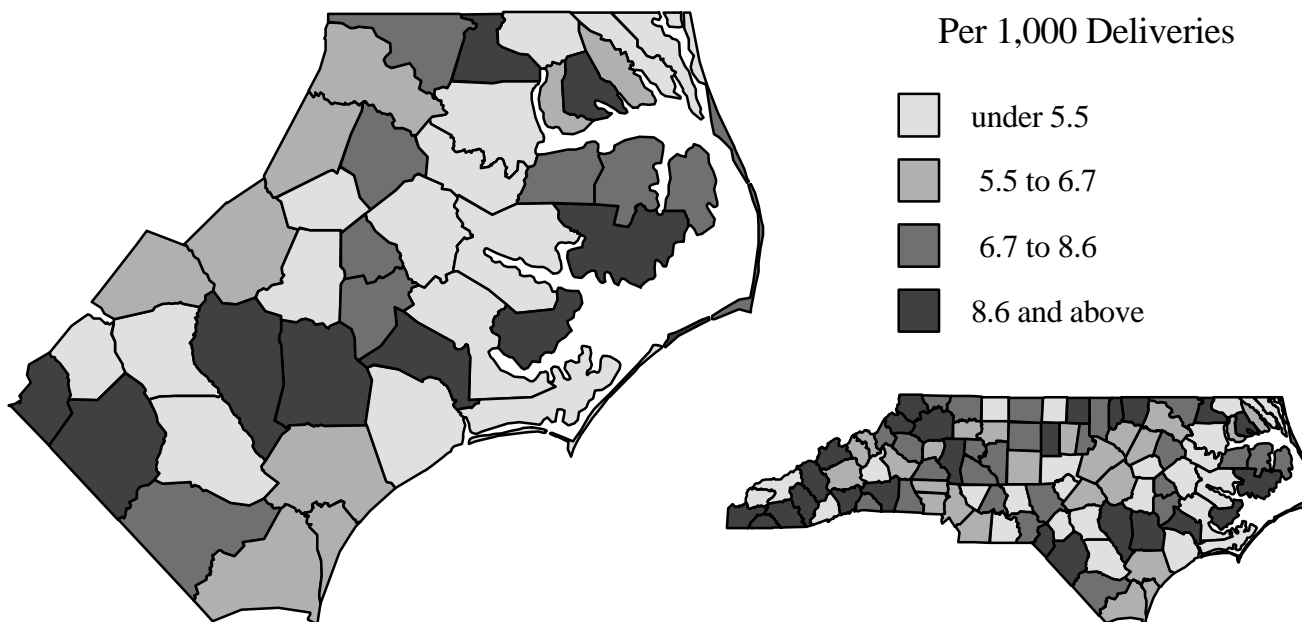 Per 1,000 Deliveries
under 5.5
5.5 to 6.7
6.7 to 8.6
8.6 and above